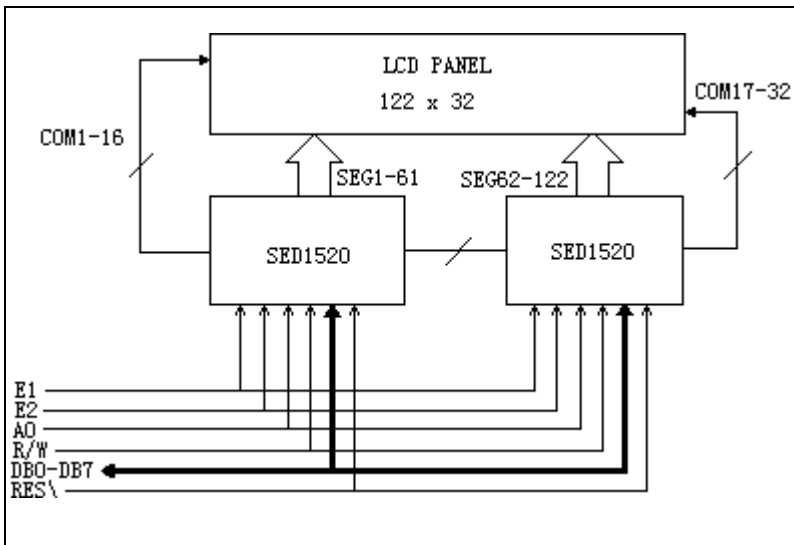 LCD PANEL
122 x 32
COM17-32
COM1-16
SEG1-61
SEG62-122
SED1520
SED1520
E1
E2
A0
R/W
DB0-DB7
RES\